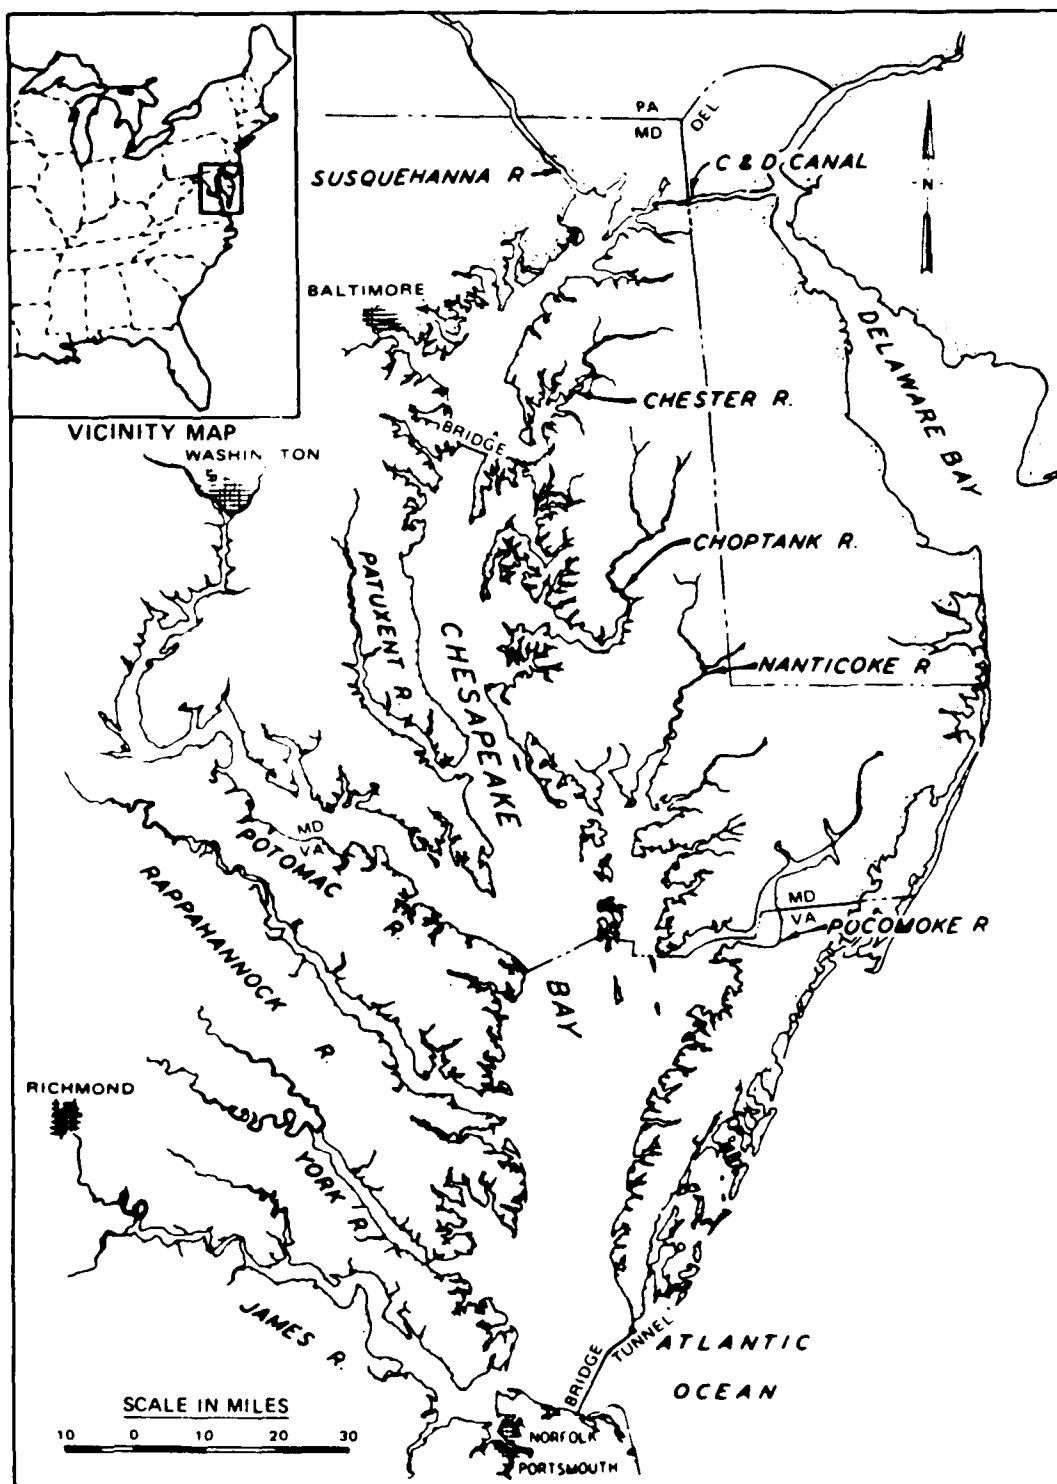 PA
MD
DEL
SUSQUEHANNA R
C & D CANAL
N
BALTIMORE
DELAWARE BAY
CHESTER R.
BRIDGE
VICINITY MAP
WASHIN TON
CHOPTANK R.
PATUXENT R
CHESAPEAKE
BAY
NANTICOKE R
MD
VA
POTOMAC
R.
RAPPAHANNOCK
R.
MD
VA
POCOMOKE R
RICHMOND
YORK R.
JAMES
R.
BRIDGE
TUNNEL
ATLANTIC
OCEAN
SCALE IN MILES
10 0 10 20 30
NORFOLK
PORTSMOUTH